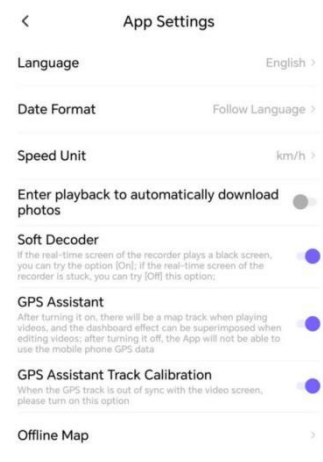 App Settings
Language English
Date Format Follow Language
Speed Unit km/h
Enter playback to automatically download
photos
Soft Decoder
If the real-time screen of the recorder plays a black screen,
you can try the option [On]; if the real-time screen of the
recorder is stuck, you can try [Off] this option;
GPS Assistant
After turning it on, there will be a map track when playing
videos, and the dashboard effect can be superimposed when
editing videos; after turning it off, the App will not be able to
use the mobile phone GPS data
GPS Assistant Track Calibration
When the GPS track is out of sync with the video screen,
please turn on this option
Offline Map